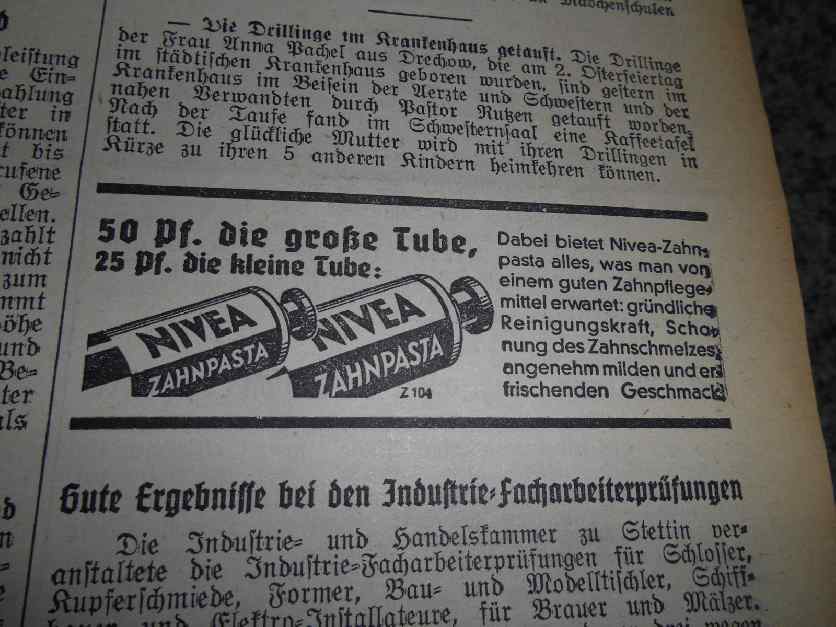 Mädchenschulen
— Die Drillinge im Krankenhaus getauft. Die Drillinge
der Frau Anna Pachel aus Drechow, die am 2. Osterfeiertag
im städtischen Krankenhaus geboren wurden, sind gestern im
Krankenhaus im Beisein der Aerzte und Schwestern und der
nahen Verwandten durch Pastor Rutzen getauft worden.
Nach der Taufe fand im Schwesternsaal eine Kaffeetafel
statt. Die glückliche Mutter wird mit ihren Drillingen in
Kürze zu ihren 5 anderen Kindern heimkehren können.
50 Pf. die große Tube,
25 Pf. die kleine Tube:
NIVEA
ZAHNPASTA
NIVEA
ZAHNPASTA
Z 104
Dabei bietet Nivea-Zahn-
pasta alles, was man von
einem guten Zahnpflege-
mittel erwartet: gründliche
Reinigungskraft, Scho-
nung des Zahnschmelzes,
angenehm milden und er-
frischenden Geschmack
Gute Ergebnisse bei den Industrie-Facharbeiterprüfungen
Die Industrie- und Handelskammer zu Stettin ver-
anstaltete die Industrie-Facharbeiterprüfungen für Schlosser,
Kupferschmiede, Former, Bau- und Modelltischler, Schiff-
und Elektro-Installateure, für Brauer und Mälzer.
leistung
Ein-
zahlung
ter in
können
t bis
rufene
Ge-
ellen.
zahlt
nicht
zum
mmt
öhe
und
Be-
ter
als